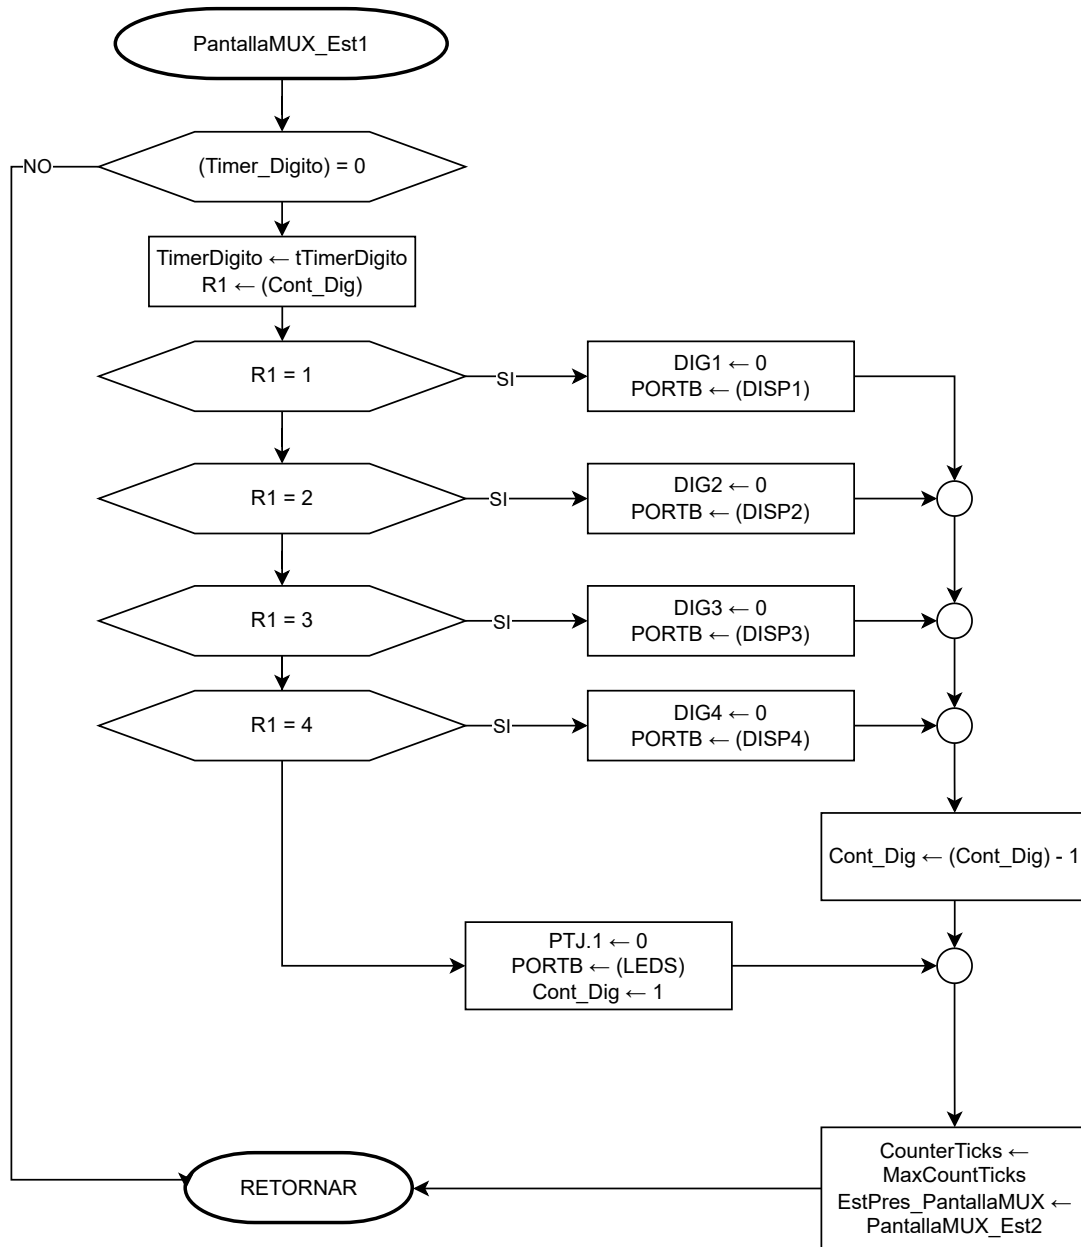 PantallaMUX_Est1
NO
(Timer_Digito) = 0
TimerDigito ← tTimerDigito
R1 ← (Cont_Dig)
R1 = 1
SI
DIG1 ← 0
PORTB ← (DISP1)
R1 = 2
SI
DIG2 ← 0
PORTB ← (DISP2)
R1 = 3
SI
DIG3 ← 0
PORTB ← (DISP3)
R1 = 4
SI
DIG4 ← 0
PORTB ← (DISP4)
Cont_Dig ← (Cont_Dig) - 1
PTJ.1 ← 0
PORTB ← (LEDS)
Cont_Dig ← 1
CounterTicks ←
MaxCountTicks
EstPres_PantallaMUX ←
PantallaMUX_Est2
RETORNAR